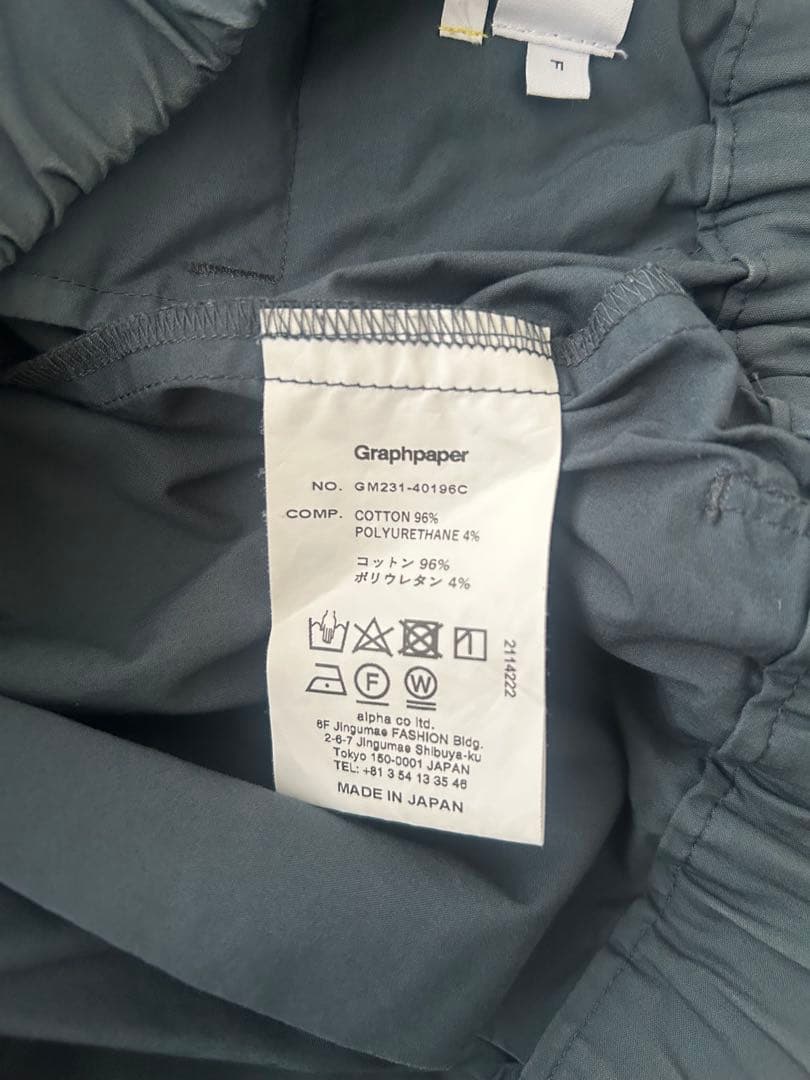 F
Graphpaper
NO. GM231-40196C
COMP. COTTON 96%
POLYURETHANE 4%
コットン 96%
ポリウレタン 4%
2114222
F W
alpha co ltd.
6F Jingumae FASHION Bldg.
2-6-7 Jingumae Shibuya-ku
Tokyo 150-0001 JAPAN
TEL: +81 3 54 13 35 46
MADE IN JAPAN